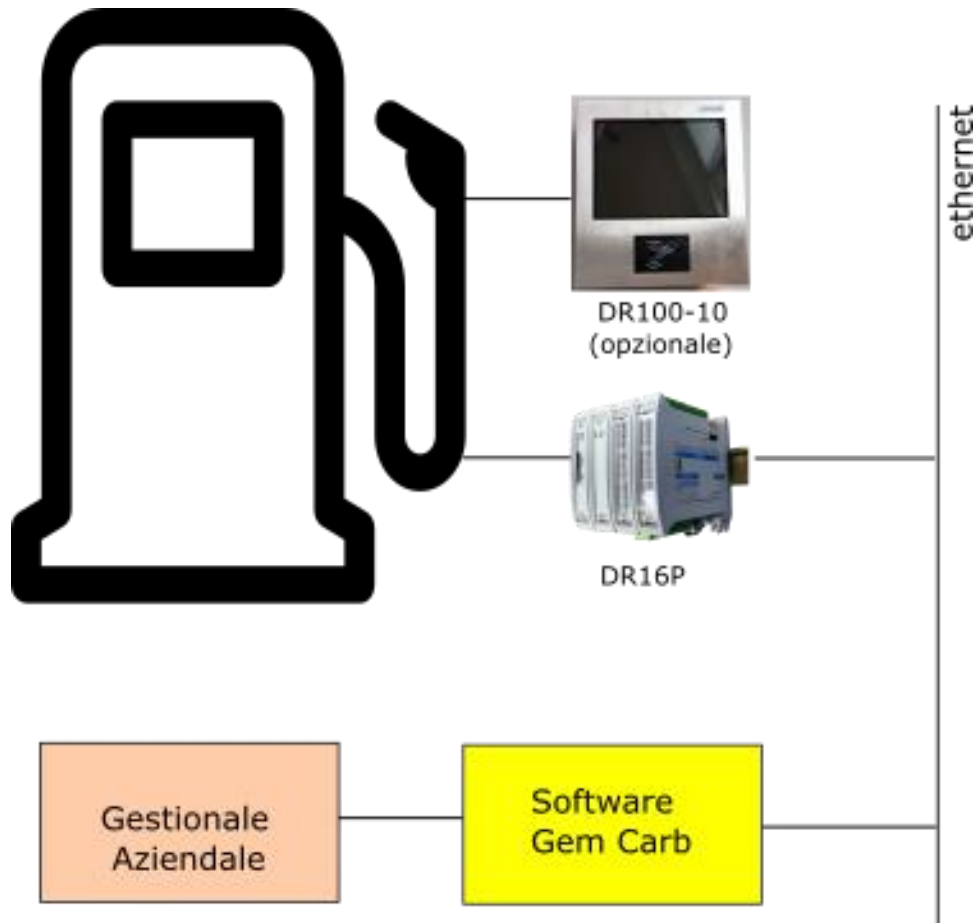 ethernet
DR100-10
(opzionale)
DR16P
Gestionale
Aziendale
Software
Gem Carb